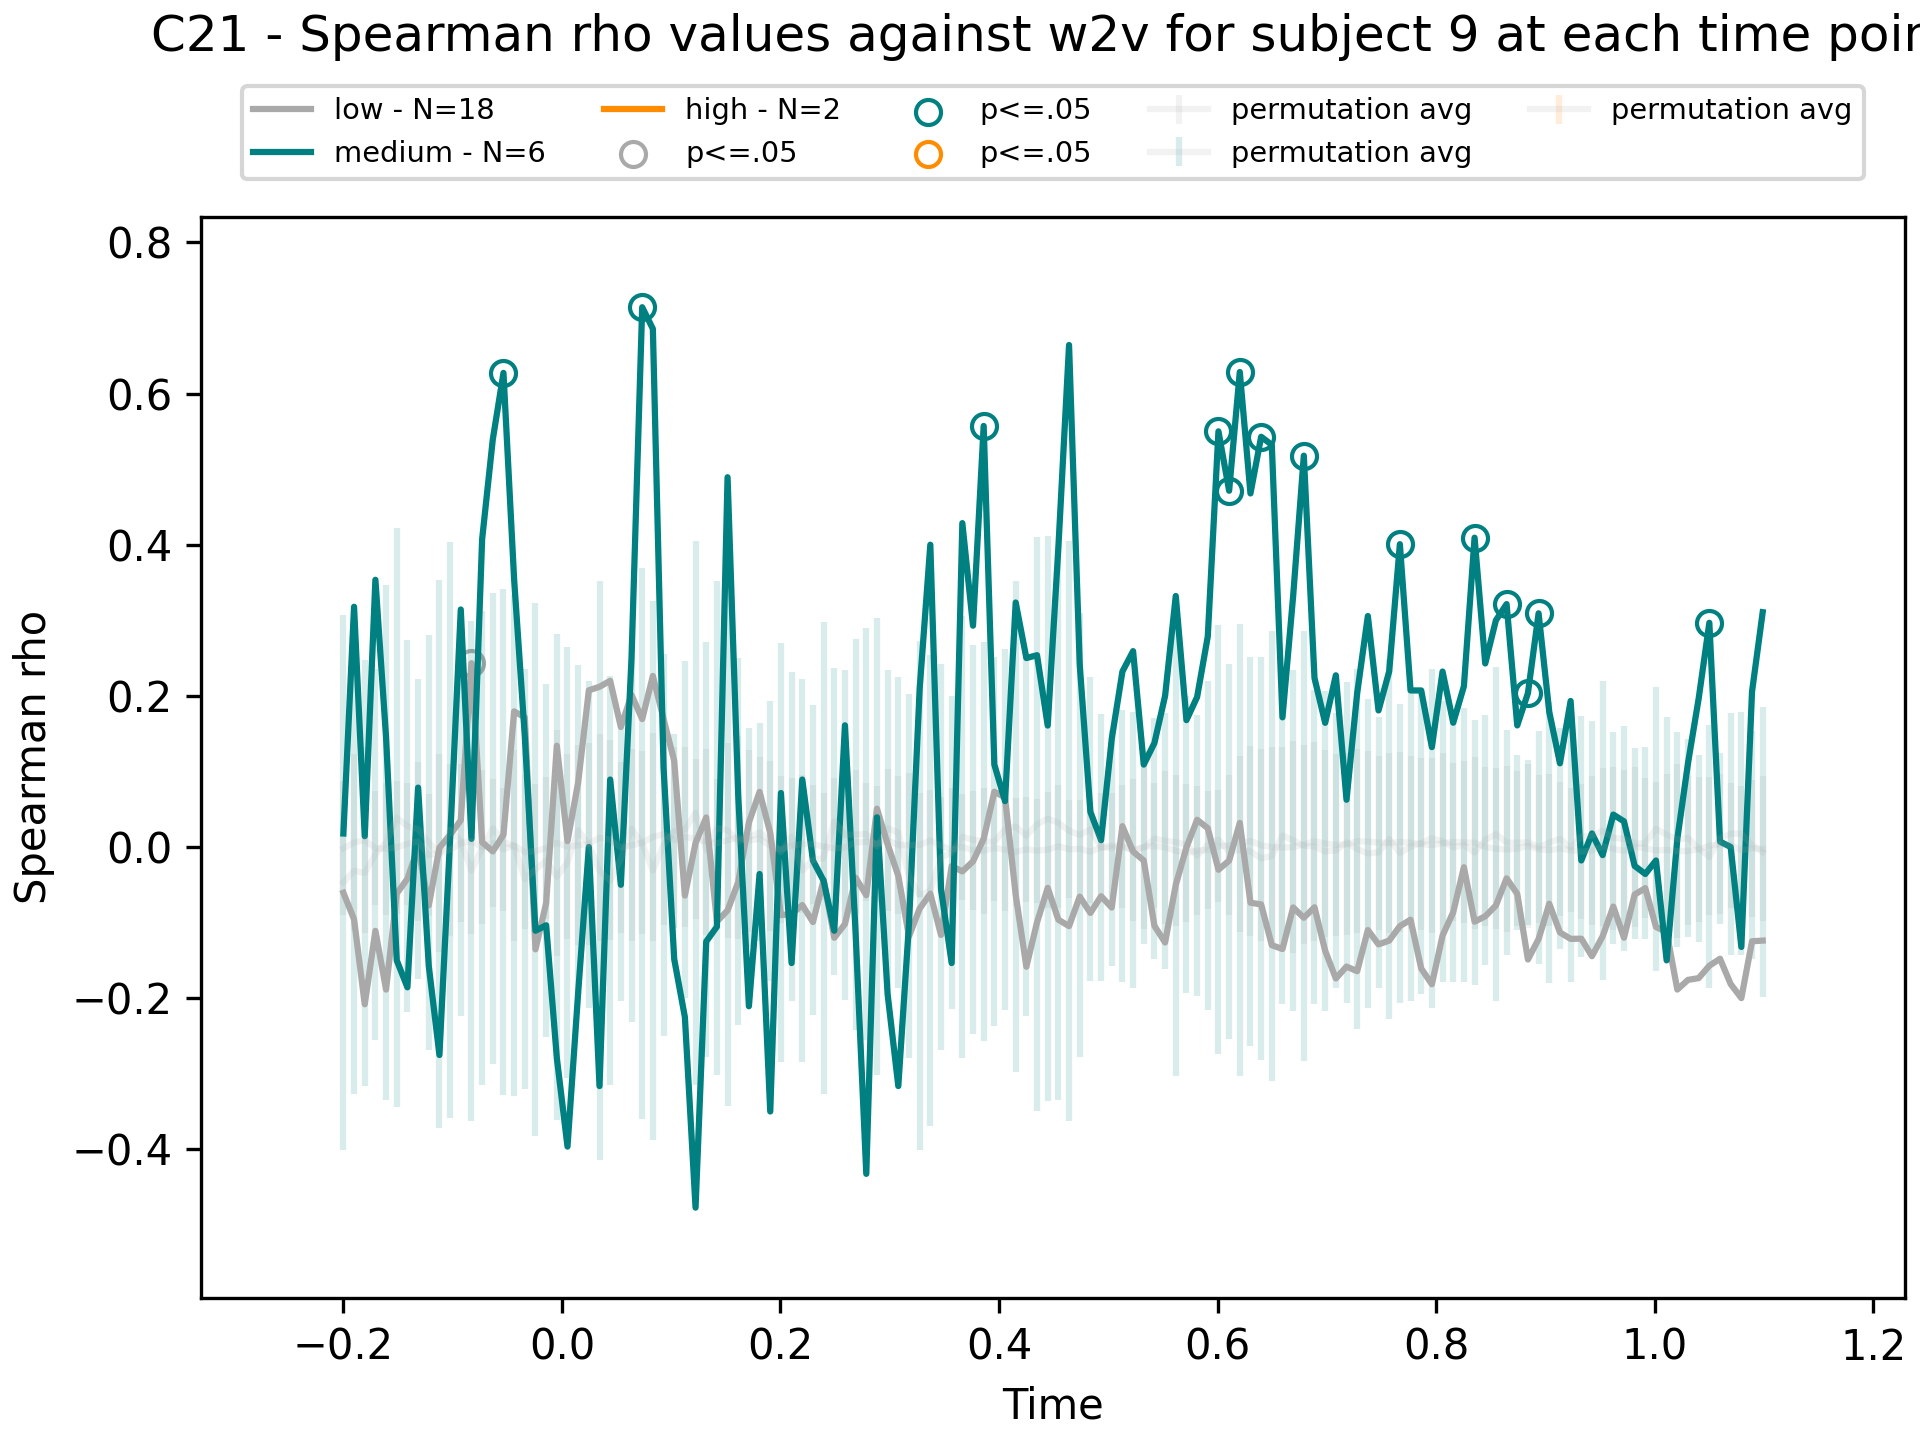 C21 - Spearman rho values against w2v for subject 9 at each time poin
low - N=18 high - N=2 p<=.05 permutation avg permutation avg
medium - N=6 p<=.05 p<=.05 permutation avg
0.8
0.6
0.4
0.2
0.0
−0.2
−0.4
Spearman rho
−0.2 0.0 0.2 0.4 0.6 0.8 1.0 1.2
Time